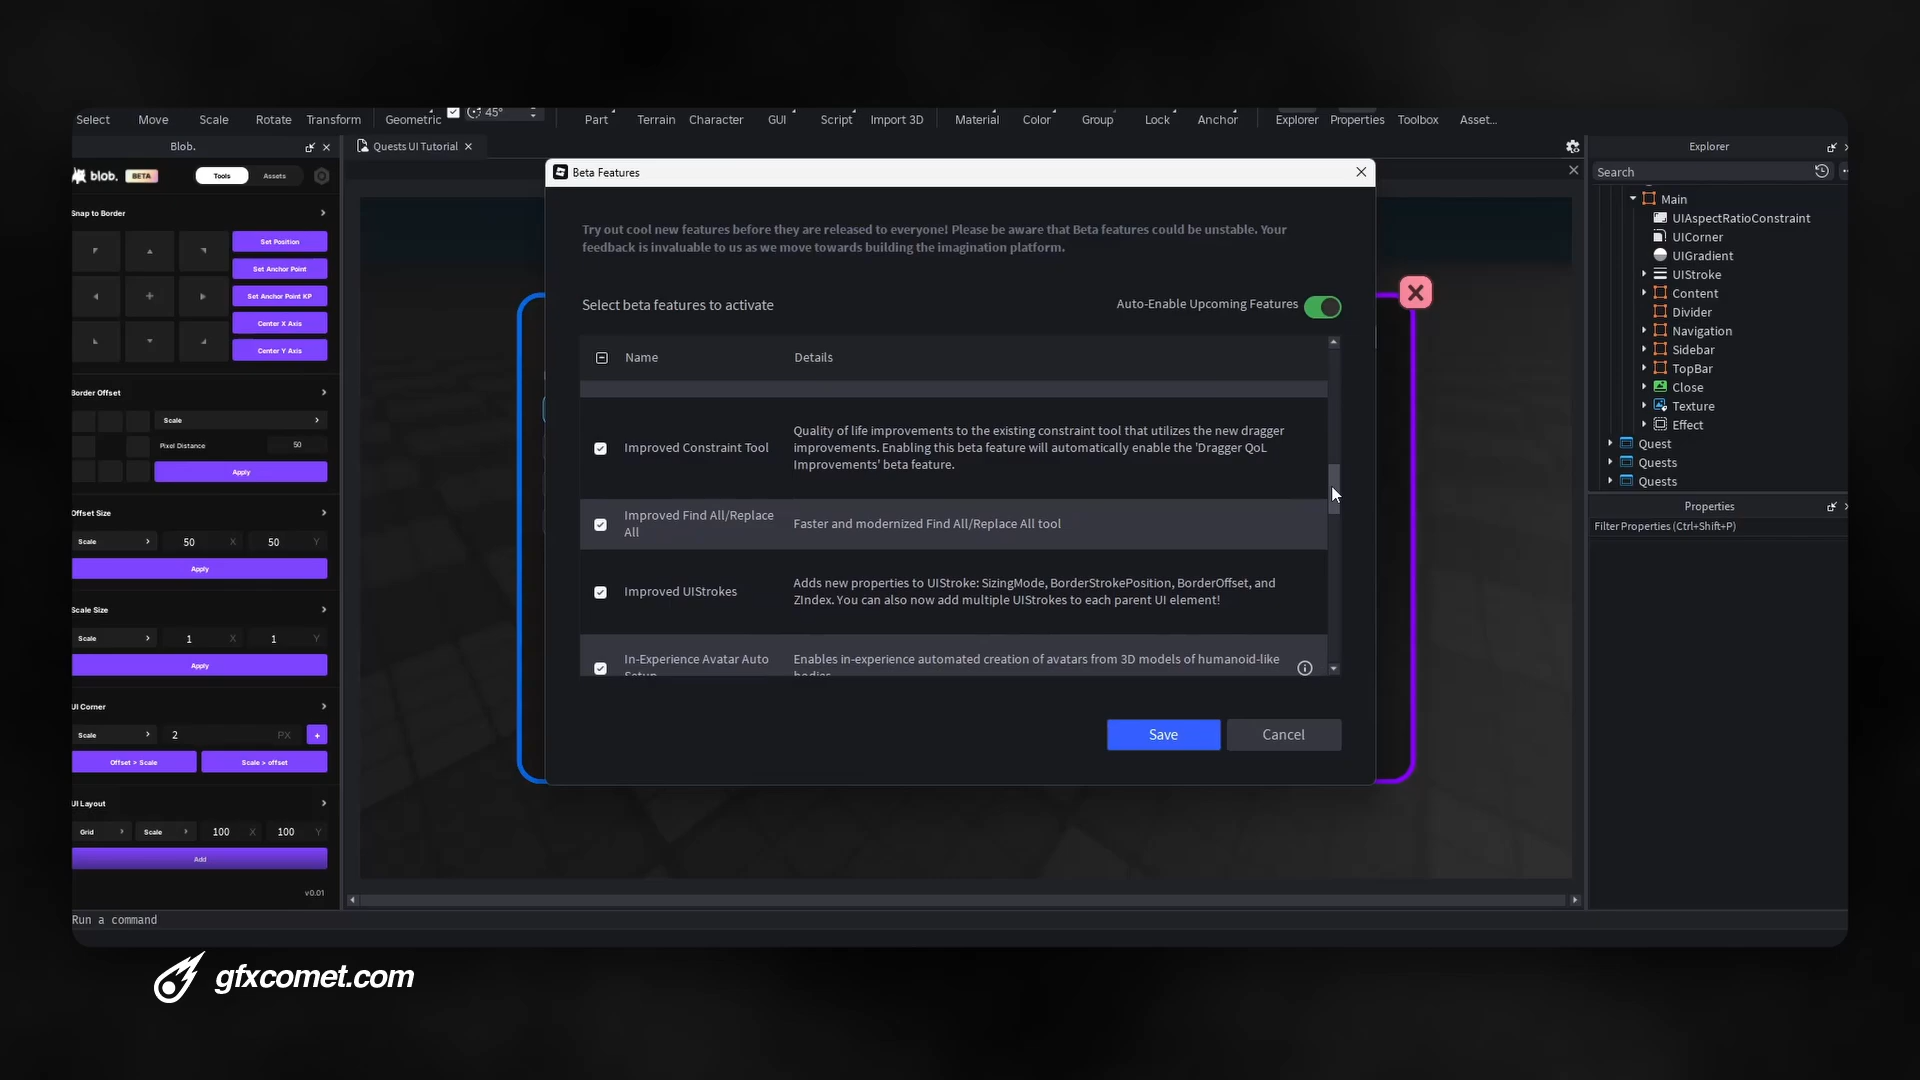 Select Move Scale Rotate Transform Geometric 45° Part Terrain Character GUI Script Import 3D Material Color Group Lock Anchor Explorer Properties Toolbox Asset...
Blob.
Quests UI Tutorial
Explorer
blob. BETA Tools Assets
Search
Snap to Border
Set Position
Set Anchor Point
Set Anchor Point KP
Center X Axis
Center Y Axis
Border Offset
Scale
Pixel Distance 50
Apply
Offset Size
Scale 50 X 50 Y
Apply
Scale Size
Scale 1 X 1 Y
Apply
UI Corner
Scale 2 PX +
Offset > Scale Scale > offset
UI Layout
Grid Scale 100 X 100 Y
Add
v0.01
Run a command
Beta Features
Try out cool new features before they are released to everyone! Please be aware that Beta features could be unstable. Your
feedback is invaluable to us as we move towards building the imagination platform.
Select beta features to activate
Auto-Enable Upcoming Features
Name Details
Improved Constraint Tool
Quality of life improvements to the existing constraint tool that utilizes the new dragger
improvements. Enabling this beta feature will automatically enable the 'Dragger QoL
Improvements' beta feature.
Improved Find All/Replace
All
Faster and modernized Find All/Replace All tool
Improved UIStrokes
Adds new properties to UIStroke: SizingMode, BorderStrokePosition, BorderOffset, and
ZIndex. You can also now add multiple UIStrokes to each parent UI element!
In-Experience Avatar Auto
Setup
Enables in-experience automated creation of avatars from 3D models of humanoid-like
bodies
Save Cancel
Main
UIAspectRatioConstraint
UICorner
UIGradient
UIStroke
Content
Divider
Navigation
Sidebar
TopBar
Close
Texture
Effect
Quest
Quests
Quests
Properties
Filter Properties (Ctrl+Shift+P)
gfxcomet.com